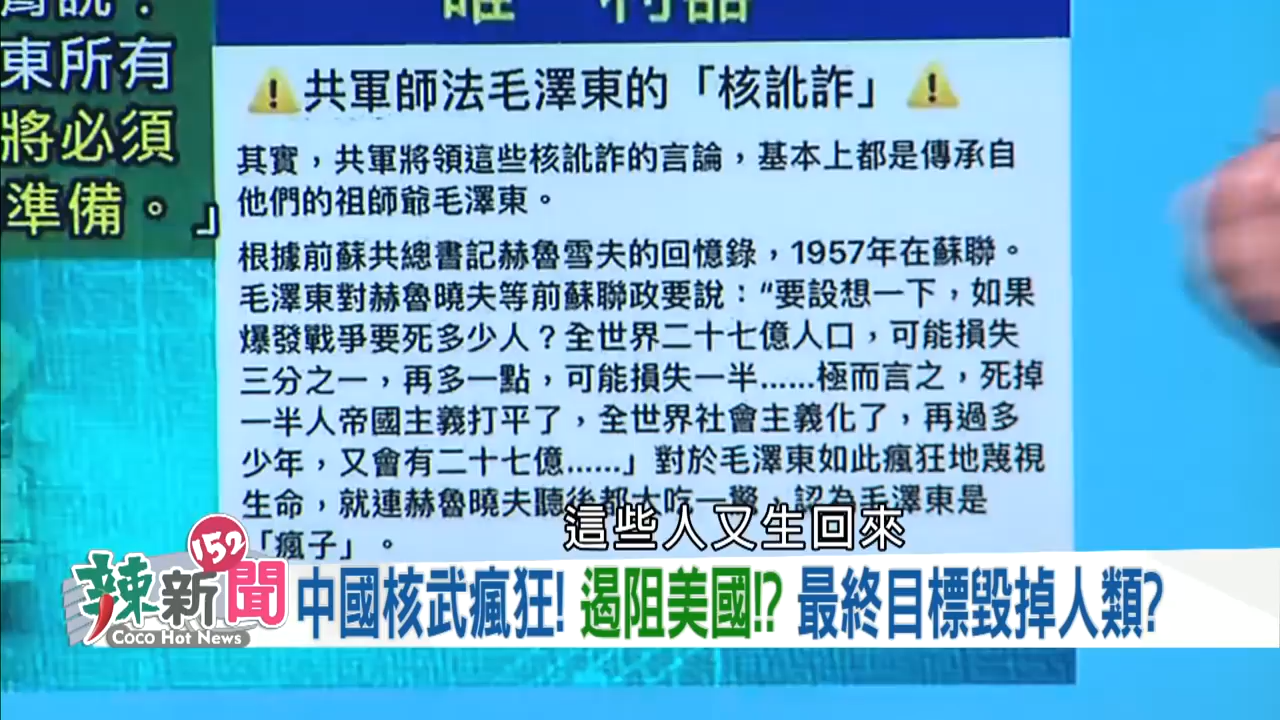 東所有
將必須
準備。」
共軍師法毛澤東的「核訛詐」
其實，共軍將領這些核訛詐的言論，基本上都是傳承自
他們的祖師爺毛澤東。
根據前蘇共總書記赫魯雪夫的回憶錄，1957年在蘇聯。
毛澤東對赫魯曉夫等前蘇聯政要說：“要設想一下，如果
爆發戰爭要死多少人？全世界二十七億人口，可能損失
三分之一，再多一點，可能損失一半......極而言之，死掉
一半人帝國主義打平了，全世界社會主義化了，再過多
少年，又會有二十七億......」對於毛澤東如此瘋狂地蔑視
生命，就連赫魯曉夫聽後都大吃一驚，認為毛澤東是
「瘋子」。
這些人又生回來
152
辣新聞
Coco Hot News
中國核武瘋狂! 遏阻美國!? 最終目標毀掉人類?